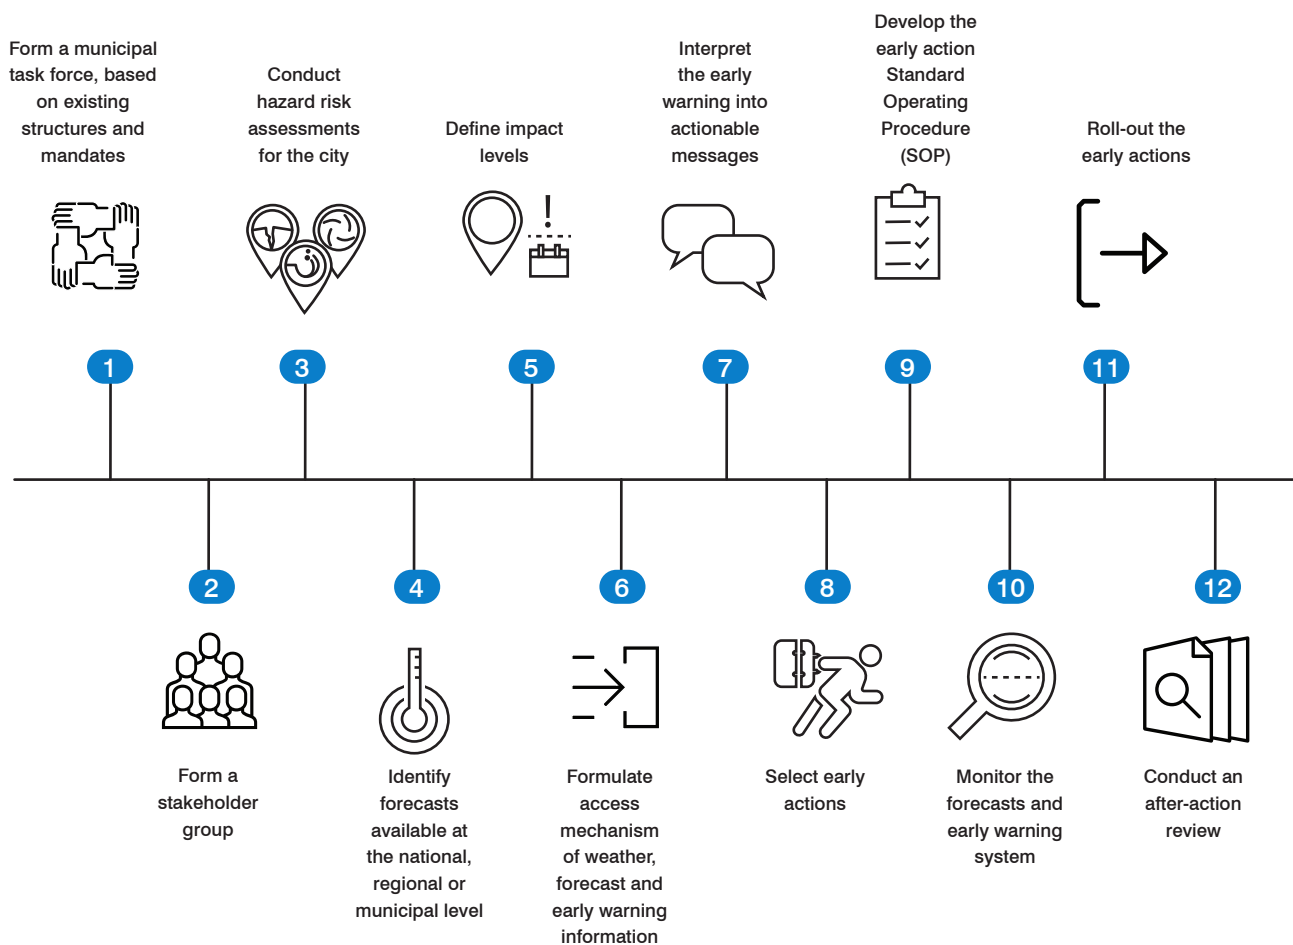 Form a municipal
task force, based
on existing
structures and
mandates
1
2
Form a
stakeholder
group
Conduct
hazard risk
assessments
for the city
3
4
Identify
forecasts
available at
the national,
regional or
municipal level
Define impact
levels
5
6
Formulate
access
mechanism
of weather,
forecast and
early warning
information
Interpret
the early
warning into
actionable
messages
7
8
Select early
actions
Develop the
early action
Standard
Operating
Procedure
(SOP)
9
10
Monitor the
forecasts and
early warning
system
Roll-out the
early actions
11
12
Conduct an
after-action
review